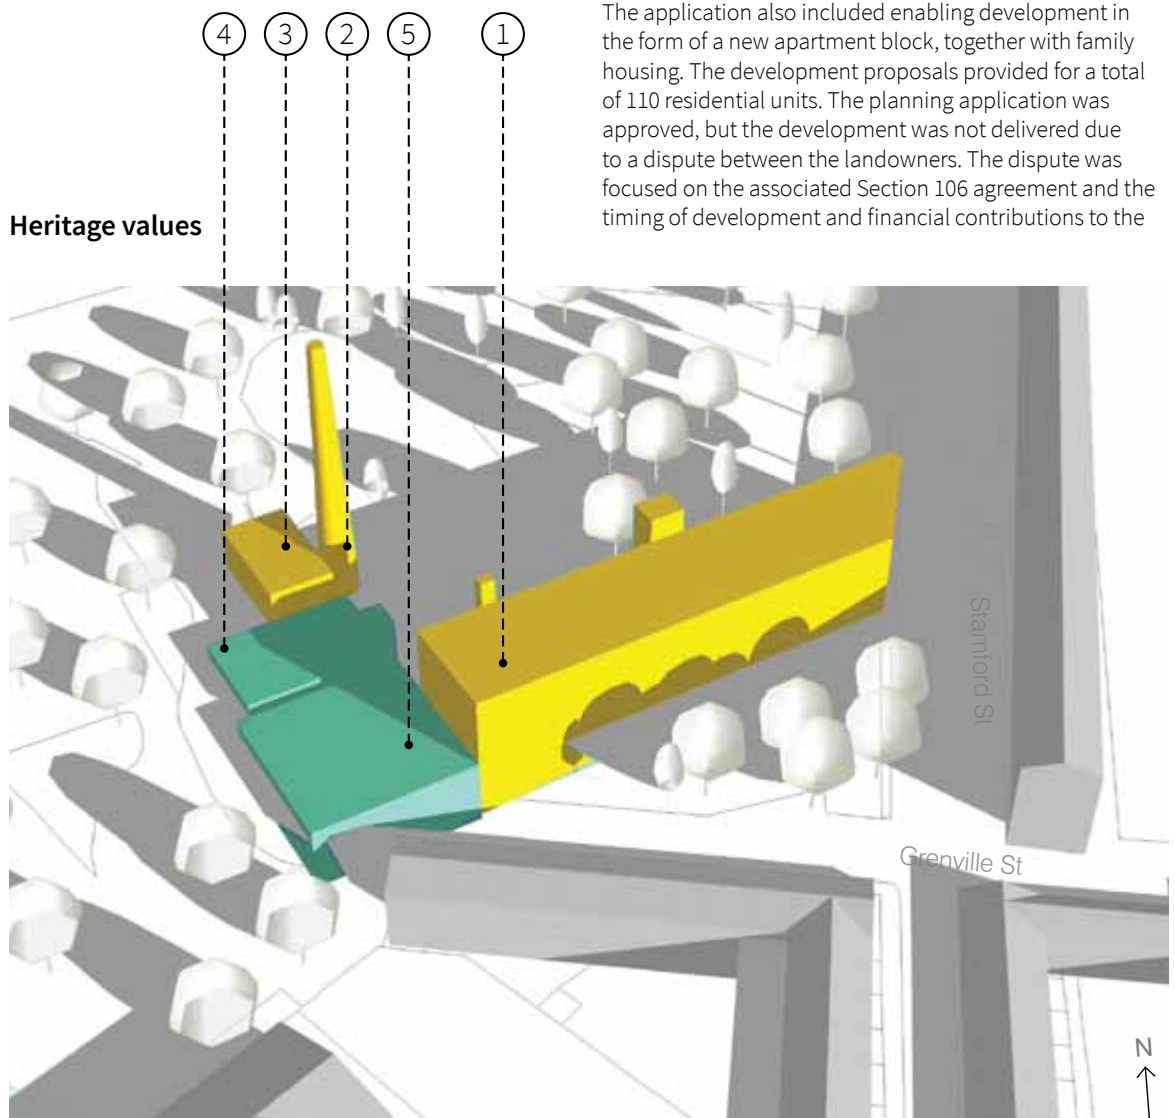 4 3 2 5 1
The application also included enabling development in
the form of a new apartment block, together with family
housing. The development proposals provided for a total
of 110 residential units. The planning application was
approved, but the development was not delivered due
to a dispute between the landowners. The dispute was
focused on the associated Section 106 agreement and the
timing of development and financial contributions to the
Heritage values
Stamford St
Grenville St
N